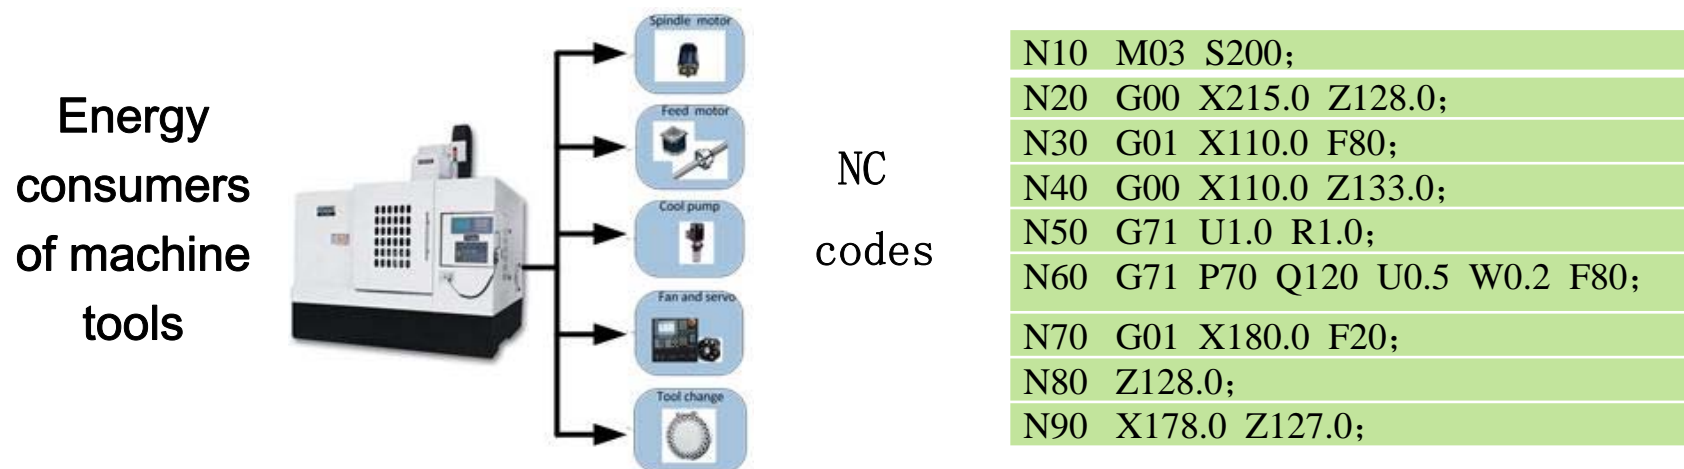 Energy
consumers
of machine
tools
Spindle motor
Feed motor
Cool pump
Fan and servo
Tool change
NC
codes
N10 M03 S200；
N20 G00 X215.0 Z128.0；
N30 G01 X110.0 F80；
N40 G00 X110.0 Z133.0；
N50 G71 U1.0 R1.0；
N60 G71 P70 Q120 U0.5 W0.2 F80；
N70 G01 X180.0 F20；
N80 Z128.0；
N90 X178.0 Z127.0；